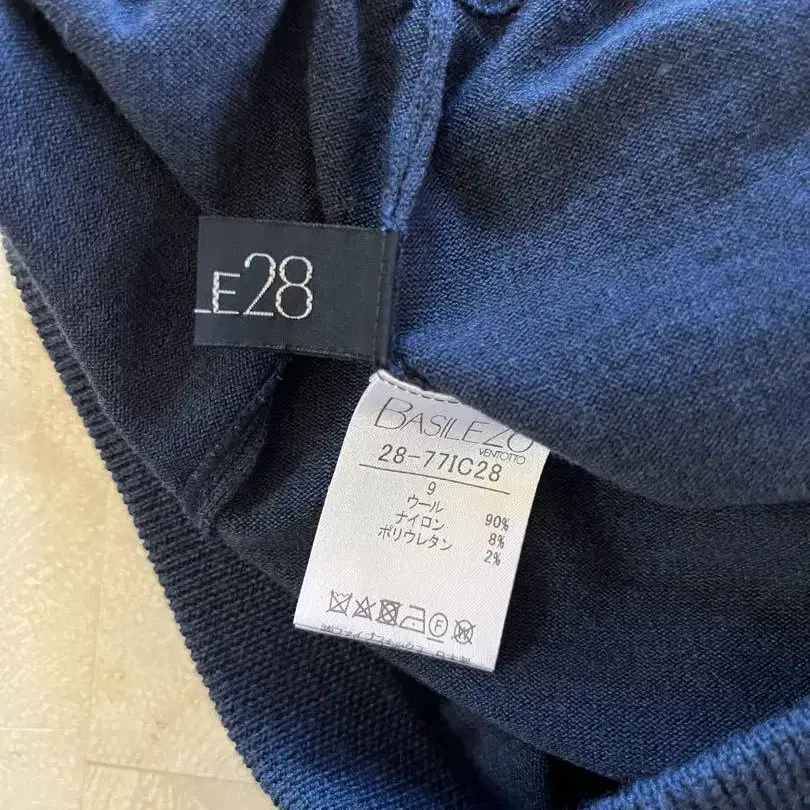 LE28
BASILE28
VENTOTTO
28-77IC28
9
ウール 90%
ナイロン 8%
ポリウレタン 2%
F